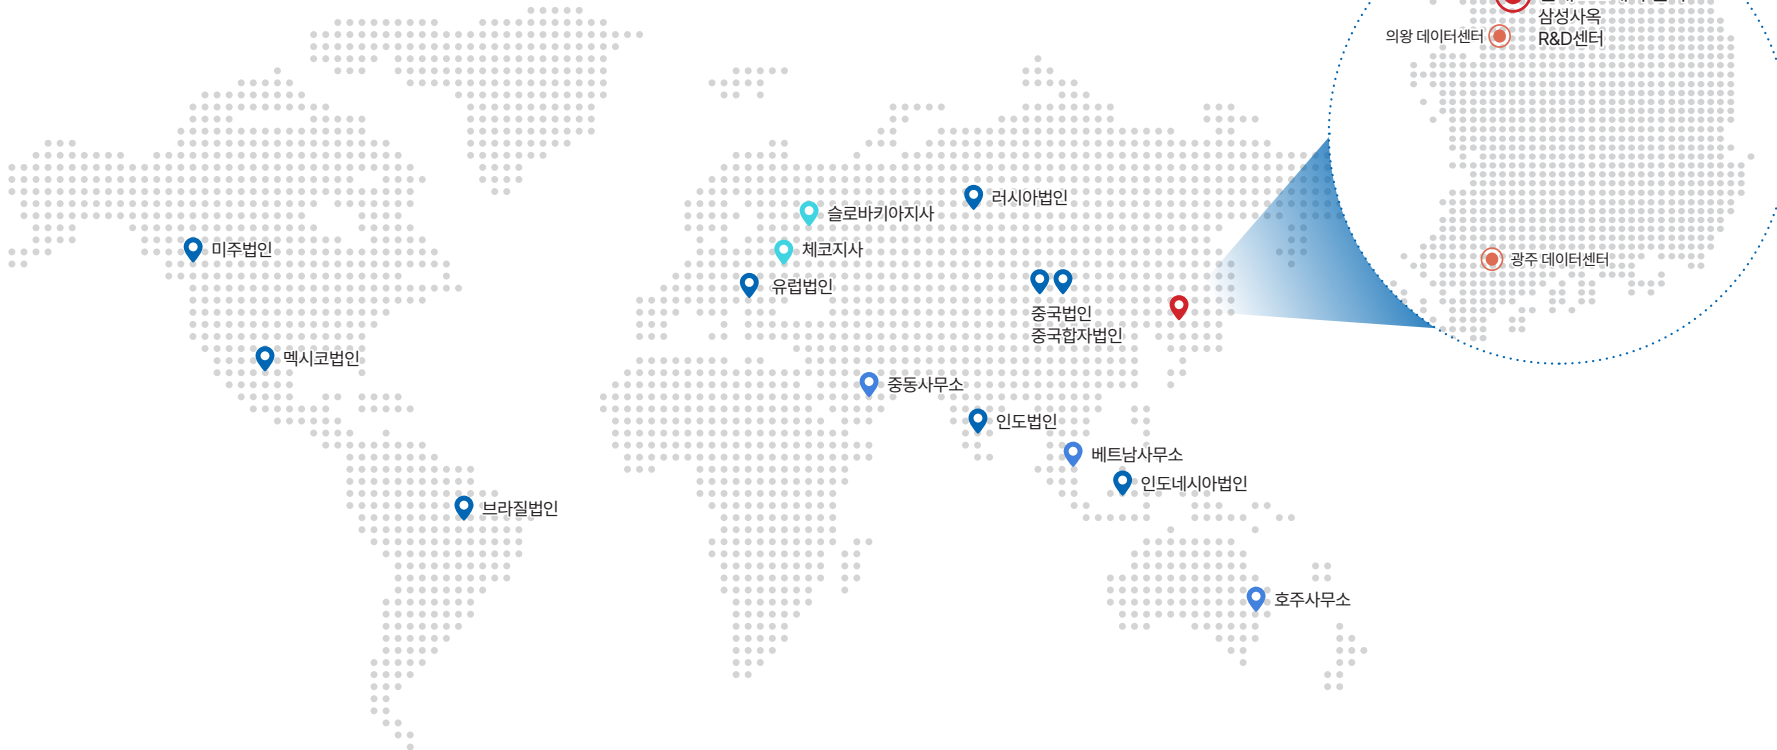 삼성사옥
R&D센터
의왕 데이터센터
광주 데이터센터
러시아법인
슬로바키아지사
체코지사
유럽법인
미주법인
중국법인
중국합자법인
멕시코법인
중동사무소
인도법인
베트남사무소
인도네시아법인
브라질법인
호주사무소